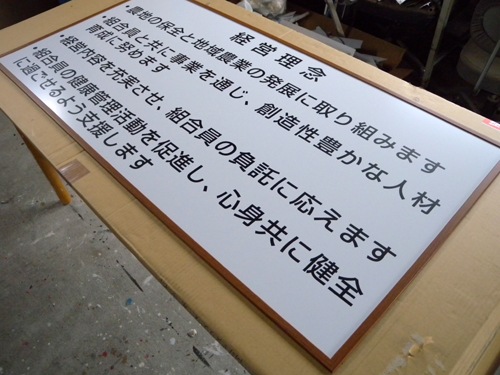 経営理念
・農地の保全と地域農業の発展に取り組みます
・組合員と共に事業を通じ、創造性豊かな人材
育成に努めます
・経営内容を充実させ、組合員の負託に応えます
・組合員の健康管理活動を促進し、心身共に健全
に過ごせるよう支援します